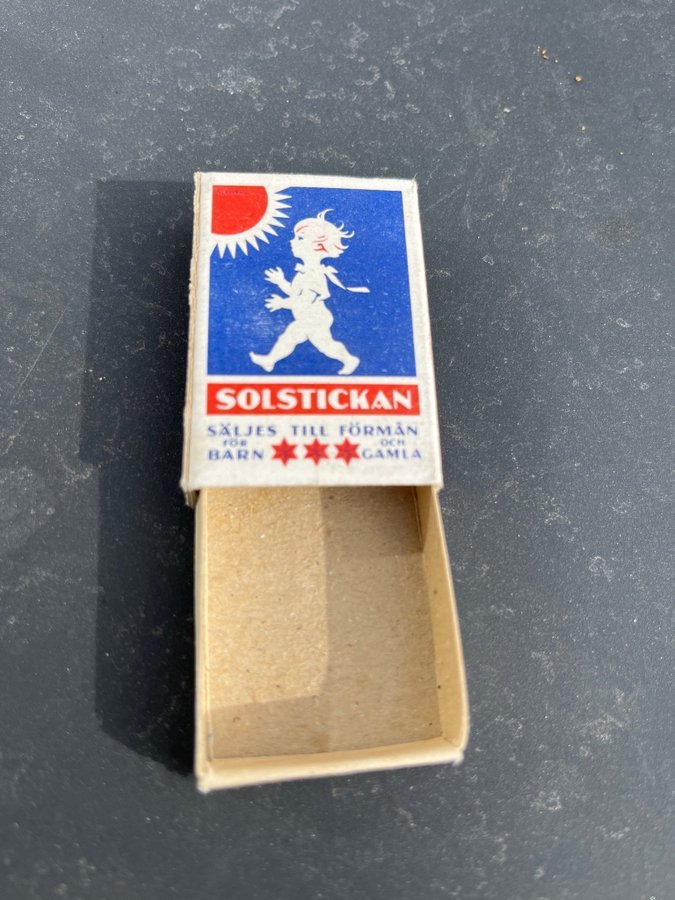 SOLSTICKAN
SÄLJES TILL FÖRMÅN
FÖR OCH
BARN GAMLA